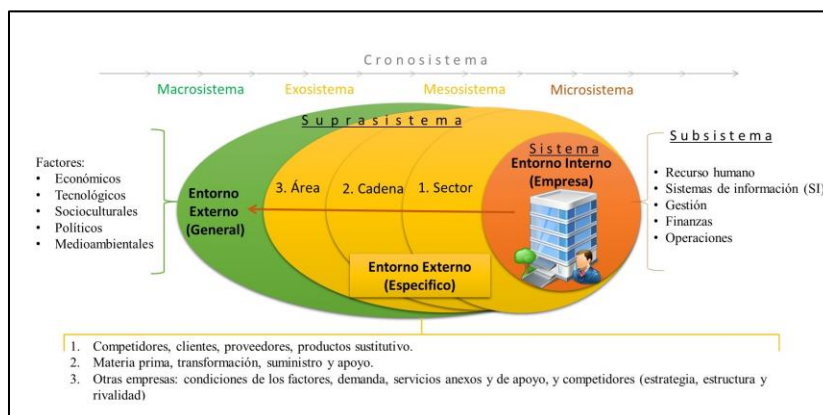 Cronosistema
Macrosistema Exosistema Mesosistema Microsistema
Suprasistema
Subsistema
Sistema
Entorno Interno
(Empresa)
Factores:
• Económicos
• Tecnológicos
• Socioculturales
• Políticos
• Medioambientales
Entorno
Externo
(General)
3. Área
2. Cadena
1. Sector
Entorno Externo
(Especifico)
• Recurso humano
• Sistemas de información (SI)
• Gestión
• Finanzas
• Operaciones
1. Competidores, clientes, proveedores, productos sustitutivo.
2. Materia prima, transformación, suministro y apoyo.
3. Otras empresas: condiciones de los factores, demanda, servicios anexos y de apoyo, y competidores (estrategia, estructura y
rivalidad)